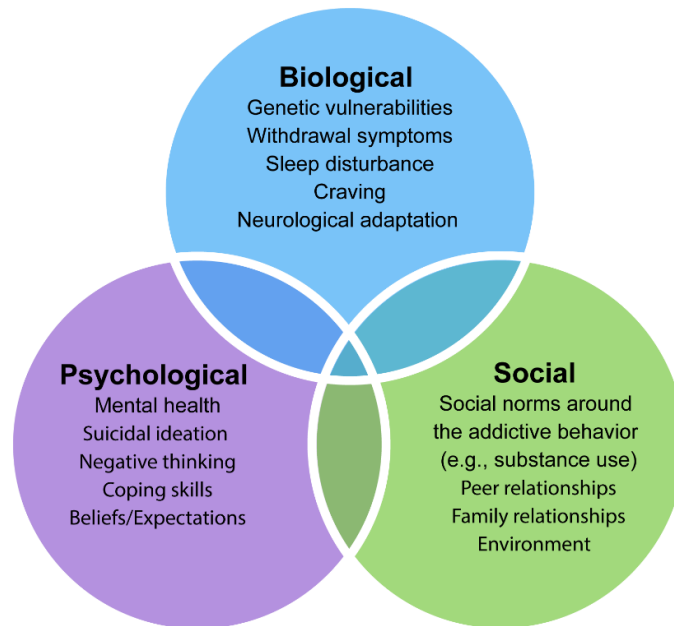 Biological
Genetic vulnerabilities
Withdrawal symptoms
Sleep disturbance
Craving
Neurological adaptation
Psychological
Mental health
Suicidal ideation
Negative thinking
Coping skills
Beliefs/Expectations
Social
Social norms around
the addictive behavior
(e.g., substance use)
Peer relationships
Family relationships
Environment